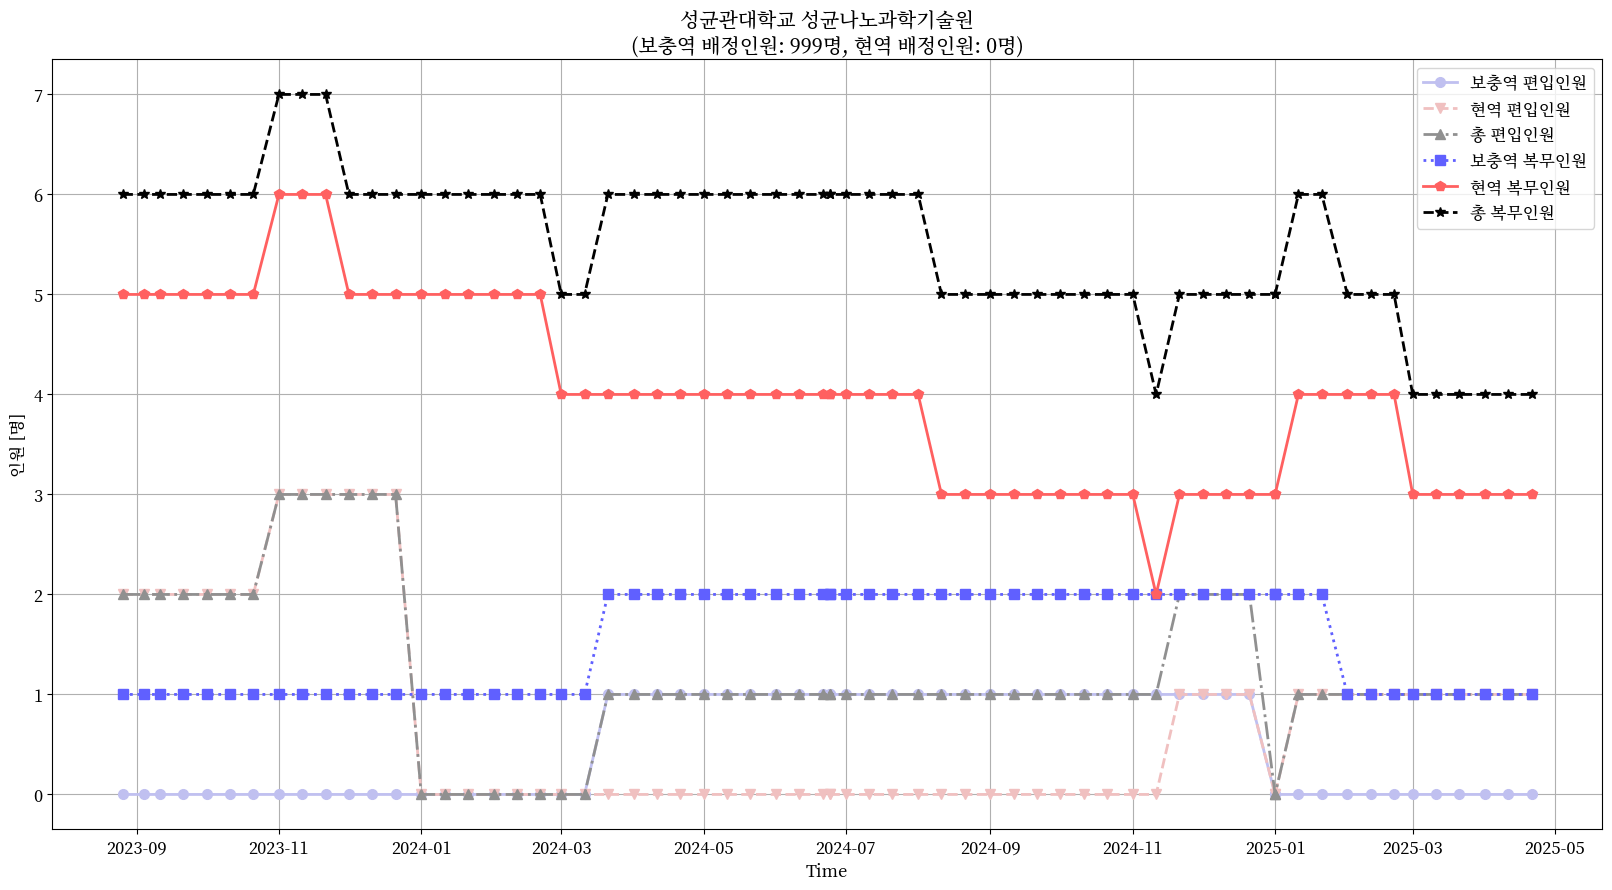 성균관대학교 성균나노과학기술원
(보충역 배정인원: 999명, 현역 배정인원: 0명)
보충역 편입인원
현역 편입인원
총 편입인원
보충역 복무인원
현역 복무인원
총 복무인원
인원 [명]
7
6
5
4
3
2
1
0
2023-09
2023-11
2024-01
2024-03
2024-05
2024-07
2024-09
2024-11
2025-01
2025-03
2025-05
Time